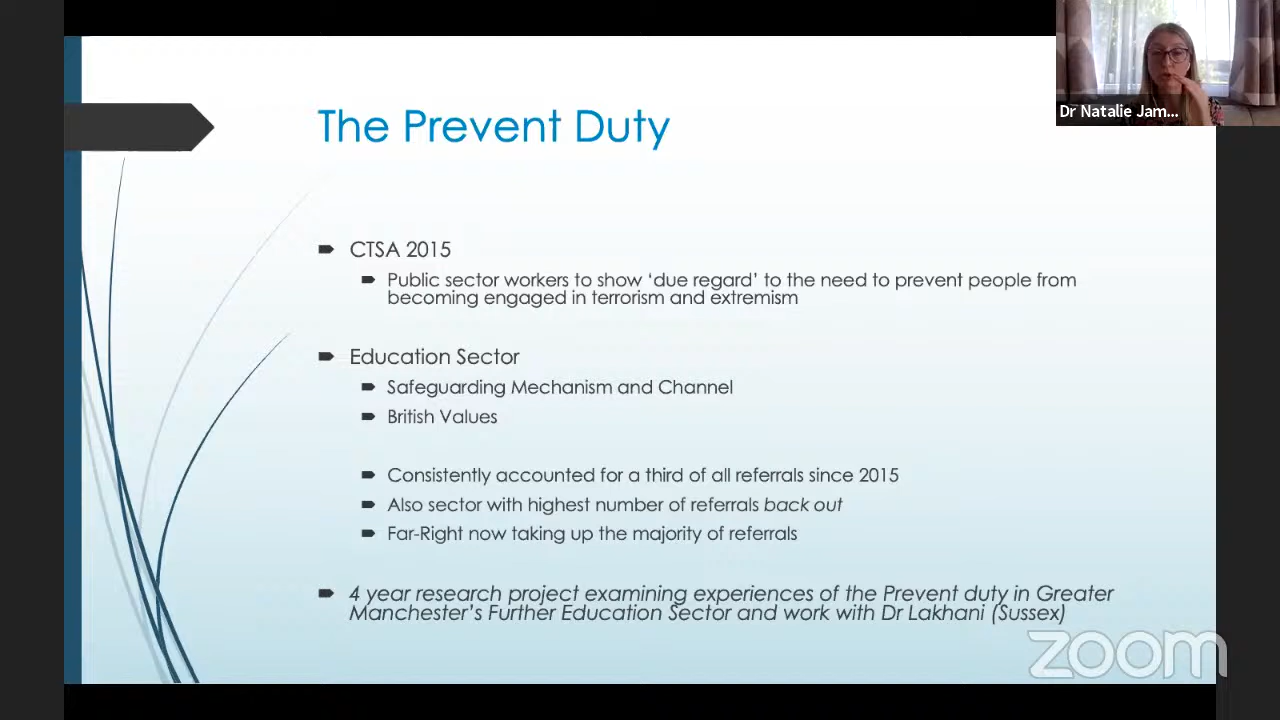 Dr Natalie Jam...
The Prevent Duty
CTSA 2015
Public sector workers to show ‘due regard’ to the need to prevent people from
becoming engaged in terrorism and extremism
Education Sector
Safeguarding Mechanism and Channel
British Values
Consistently accounted for a third of all referrals since 2015
Also sector with highest number of referrals back out
Far-Right now taking up the majority of referrals
4 year research project examining experiences of the Prevent duty in Greater
Manchester’s Further Education Sector and work with Dr Lakhani (Sussex)
zoom